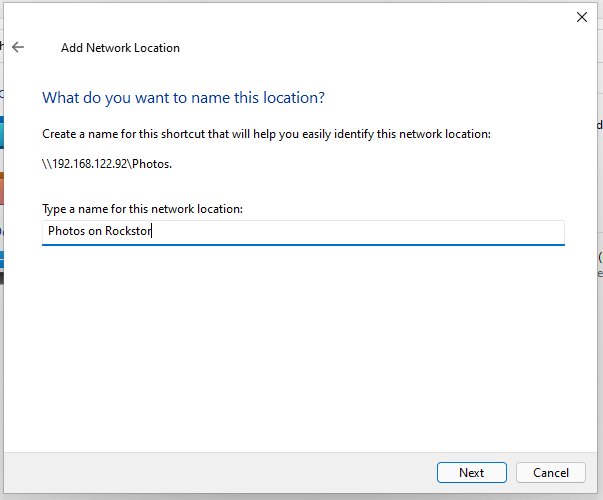 Add Network Location
What do you want to name this location?
Create a name for this shortcut that will help you easily identify this network location:
\\192.168.122.92\Photos.
Type a name for this network location:
Photos on Rockstor
Next
Cancel